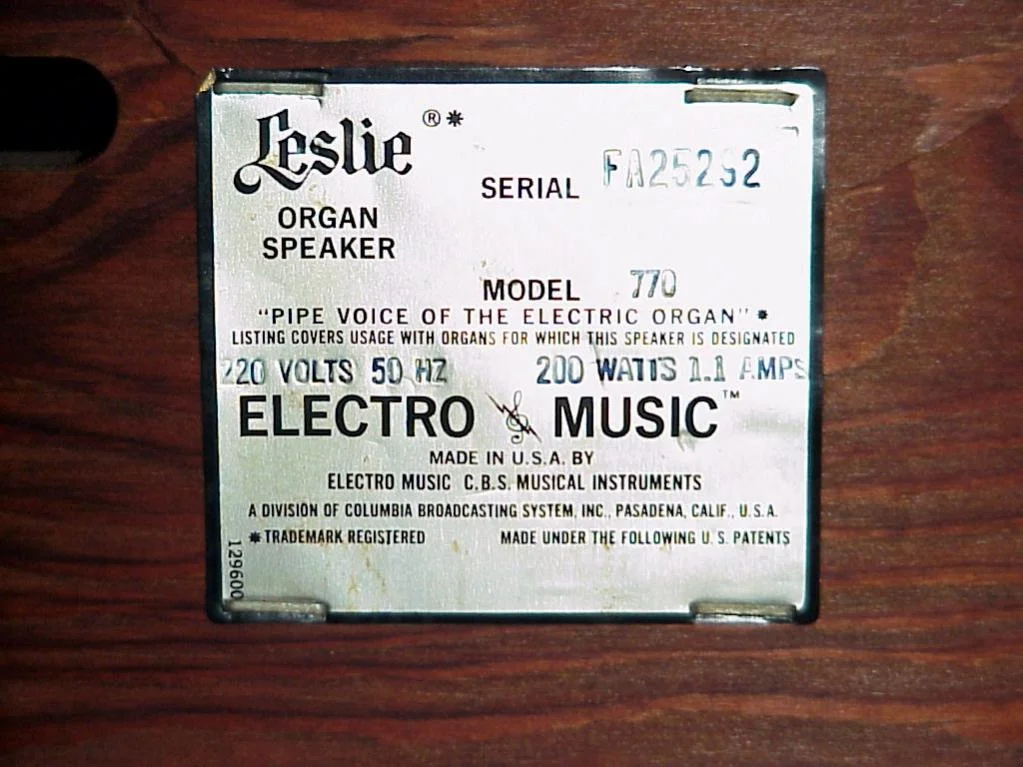 Leslie ®*
SERIAL
ORGAN
SPEAKER
MODEL 770
"PIPE VOICE OF THE ELECTRIC ORGAN" *
LISTING COVERS USAGE WITH ORGANS FOR WHICH THIS SPEAKER IS DESIGNATED
220 VOLTS 50 HZ 200 WATTS 1.1 AMPS
ELECTRO MUSIC™
MADE IN U.S.A. BY
ELECTRO MUSIC C.B.S. MUSICAL INSTRUMENTS
A DIVISION OF COLUMBIA BROADCASTING SYSTEM, INC., PASADENA, CALIF., U.S.A.
* TRADEMARK REGISTERED MADE UNDER THE FOLLOWING U.S. PATENTS
129600